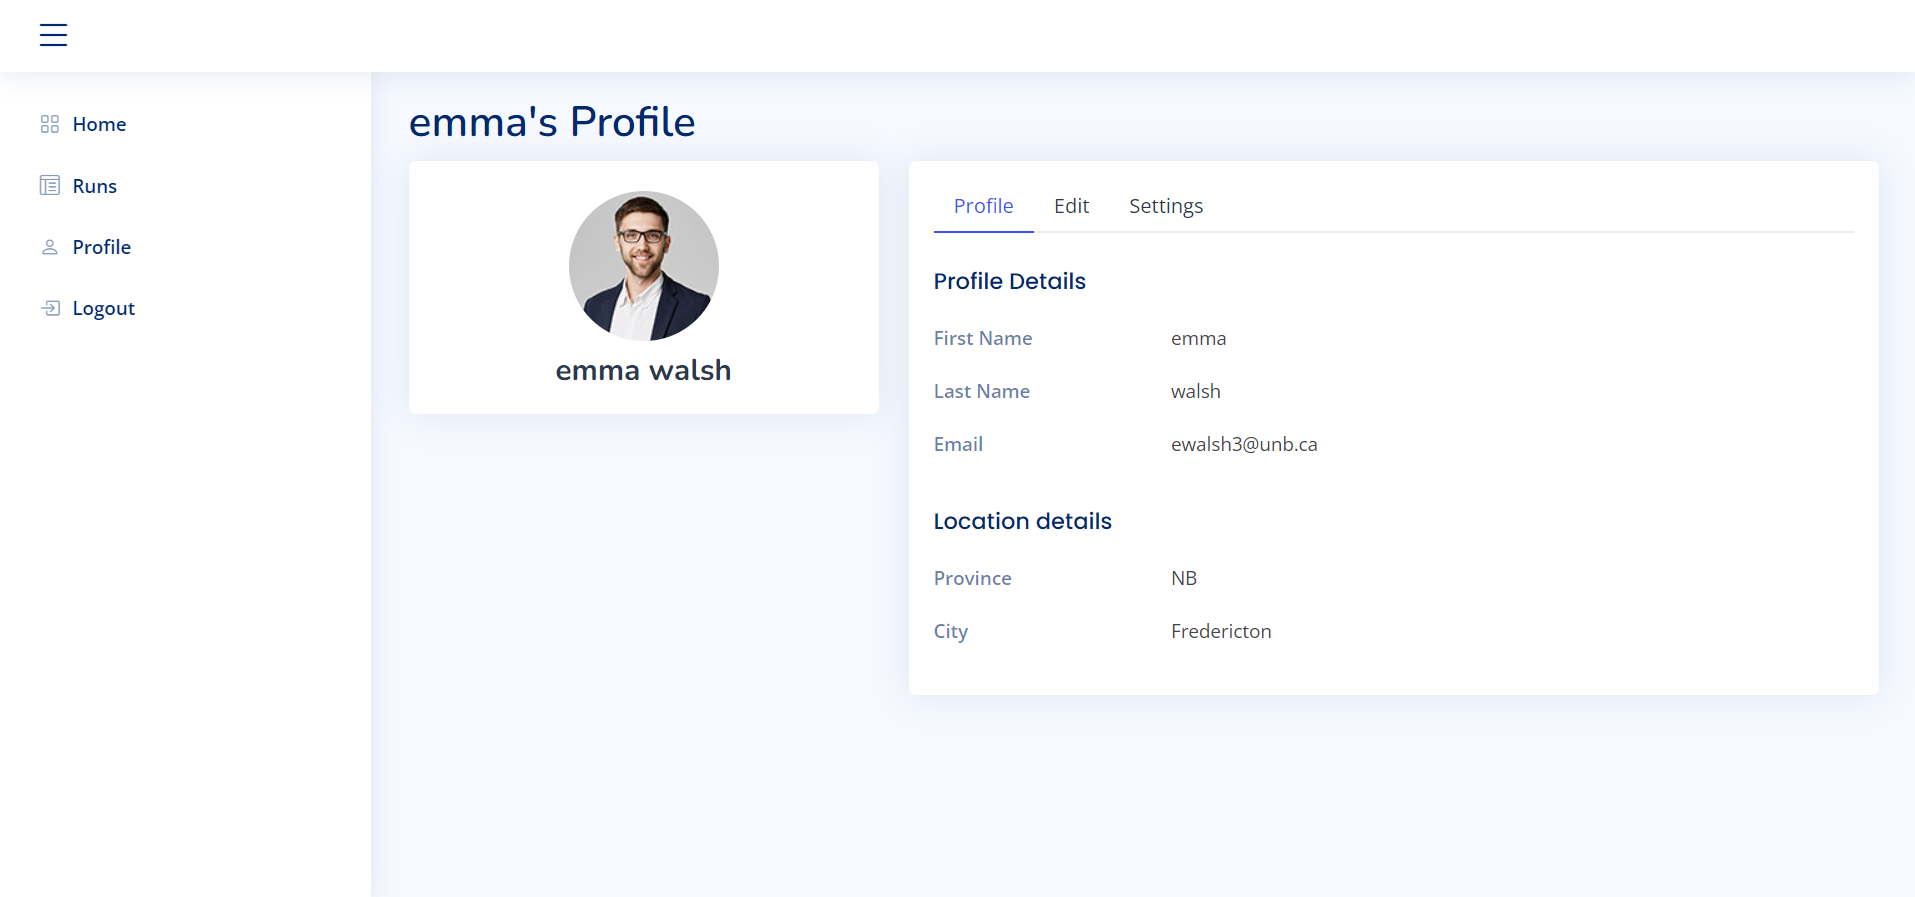 Home
Runs
Profile
Logout
emma's Profile
emma walsh
Profile Edit Settings
Profile Details
First Name emma
Last Name walsh
Email ewalsh3@unb.ca
Location details
Province NB
City Fredericton